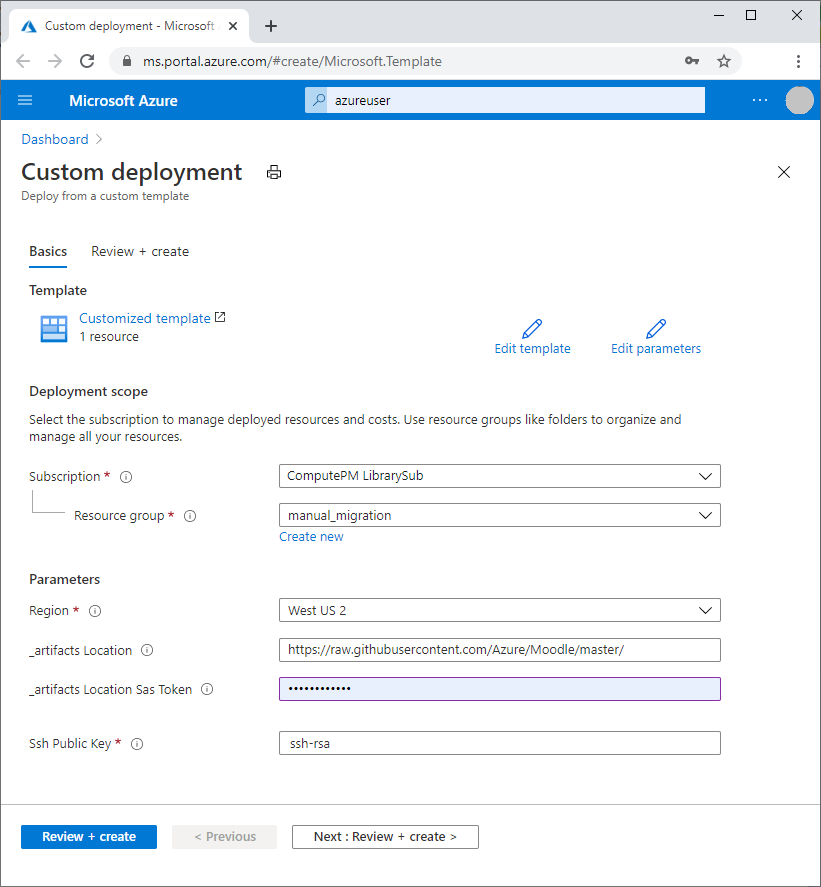 Custom deployment - Microsoft
ms.portal.azure.com/#create/Microsoft.Template
Microsoft Azure
azureuser
Dashboard
Custom deployment
Deploy from a custom template
Basics
Review + create
Template
Customized template
1 resource
Edit template
Edit parameters
Deployment scope
Select the subscription to manage deployed resources and costs. Use resource groups like folders to organize and
manage all your resources.
Subscription *
ComputePM LibrarySub
Resource group *
manual_migration
Create new
Parameters
Region *
West US 2
_artifacts Location
https://raw.githubusercontent.com/Azure/Moodle/master/
_artifacts Location Sas Token
••••••••••••
Ssh Public Key *
ssh-rsa
Review + create
< Previous
Next : Review + create >